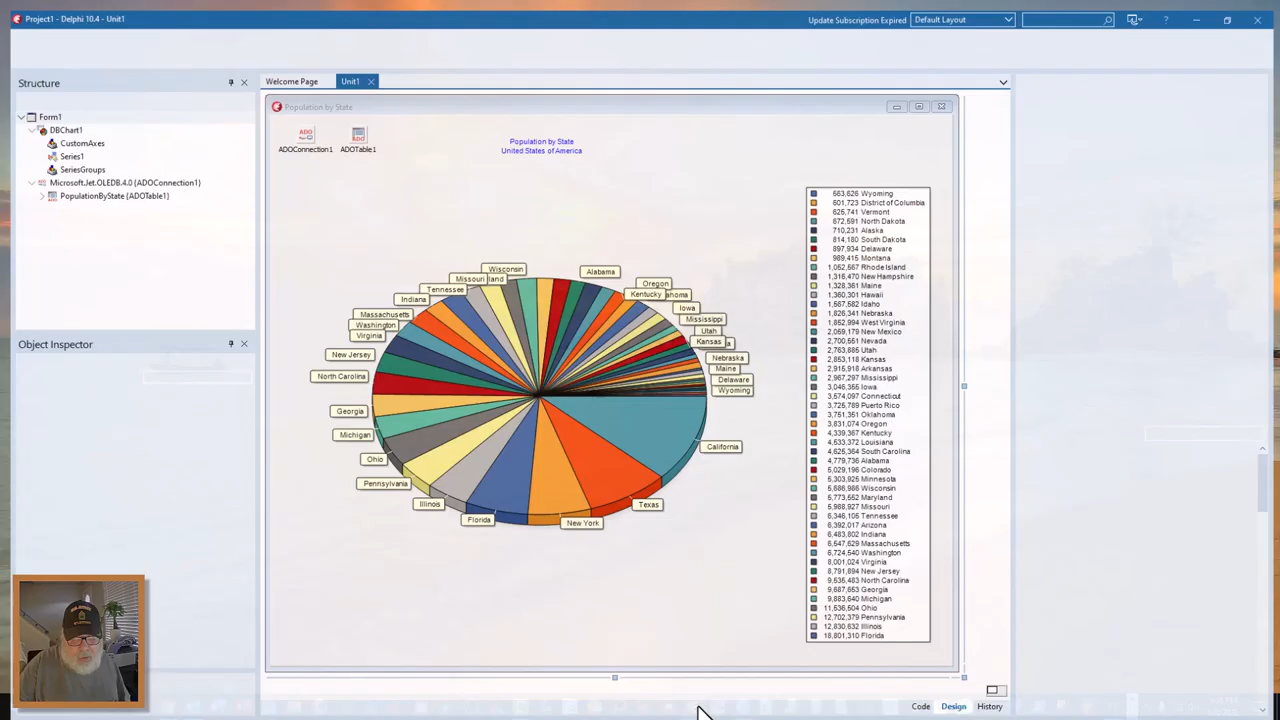 Project1 - Delphi 10.4 - Unit1
Update Subscription Expired
Default Layout
?
Structure
Form1
DBChart1
CustomAxes
Series1
SeriesGroups
Microsoft.Jet.OLEDB.4.0 {ADOConnection1}
PopulationByState {ADOTable1}
Object Inspector
Welcome Page
Unit1
Population by State
ADOConnection1
ADOTable1
Population by State
United States of America
Wisconsin
Missouri
land
Tennessee
Indiana
Massachusetts
Washington
Virginia
New Jersey
North Carolina
Georgia
Michigan
Ohio
Pennsylvania
Illinois
Florida
New York
Texas
California
Alabama
Oregon
Kentucky
ahoma
Iowa
Mississippi
Utah
Kansas
Nebraska
Maine
Delaware
Wyoming
563,626 Wyoming
601,723 District of Columbia
625,741 Vermont
672,591 North Dakota
710,231 Alaska
814,180 South Dakota
897,934 Delaware
989,415 Montana
1,052,567 Rhode Island
1,316,470 New Hampshire
1,328,361 Maine
1,360,301 Hawaii
1,567,582 Idaho
1,826,341 Nebraska
1,852,994 West Virginia
2,059,179 New Mexico
2,700,551 Nevada
2,763,885 Utah
2,853,118 Kansas
2,915,918 Arkansas
2,967,297 Mississippi
3,046,355 Iowa
3,574,097 Connecticut
3,725,789 Puerto Rico
3,751,351 Oklahoma
3,831,074 Oregon
4,339,367 Kentucky
4,533,372 Louisiana
4,625,364 South Carolina
4,779,736 Alabama
5,029,196 Colorado
5,303,925 Minnesota
5,686,986 Wisconsin
5,773,552 Maryland
5,988,927 Missouri
6,346,105 Tennessee
6,392,017 Arizona
6,483,802 Indiana
6,547,629 Massachusetts
6,724,540 Washington
8,001,024 Virginia
8,791,894 New Jersey
9,535,483 North Carolina
9,687,653 Georgia
9,883,640 Michigan
11,536,504 Ohio
12,702,379 Pennsylvania
12,830,632 Illinois
18,801,310 Florida
Code
Design
History